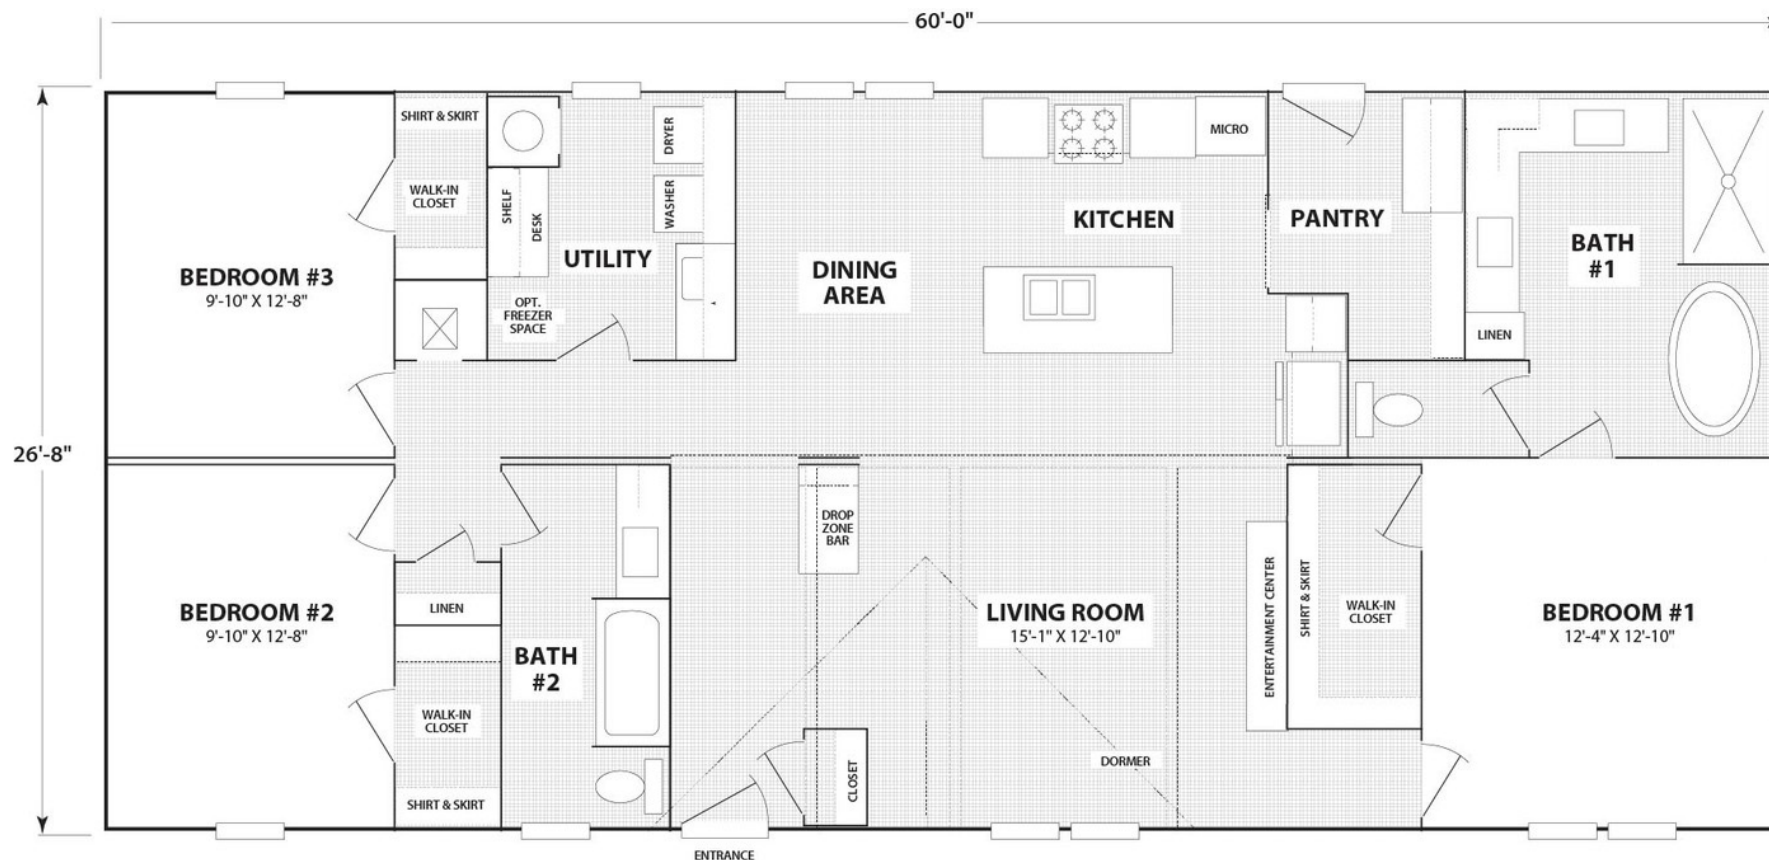 60'-0"
SHIRT & SKIRT
DRYER
MICRO
WALK-IN
CLOSET
SHELF
DESK
WASHER
KITCHEN
PANTRY
BATH
#1
UTILITY
DINING
AREA
BEDROOM #3
9'-10" X 12'-8"
OPT.
FREEZER
SPACE
LINEN
26'-8"
DROP
ZONE
BAR
BEDROOM #2
9'-10" X 12'-8"
LINEN
LIVING ROOM
15'-1" X 12'-10"
ENTERTAINMENT CENTER
SHIRT & SKIRT
WALK-IN
CLOSET
BEDROOM #1
12'-4" X 12'-10"
BATH
#2
WALK-IN
CLOSET
DORMER
CLOSET
SHIRT & SKIRT
ENTRANCE